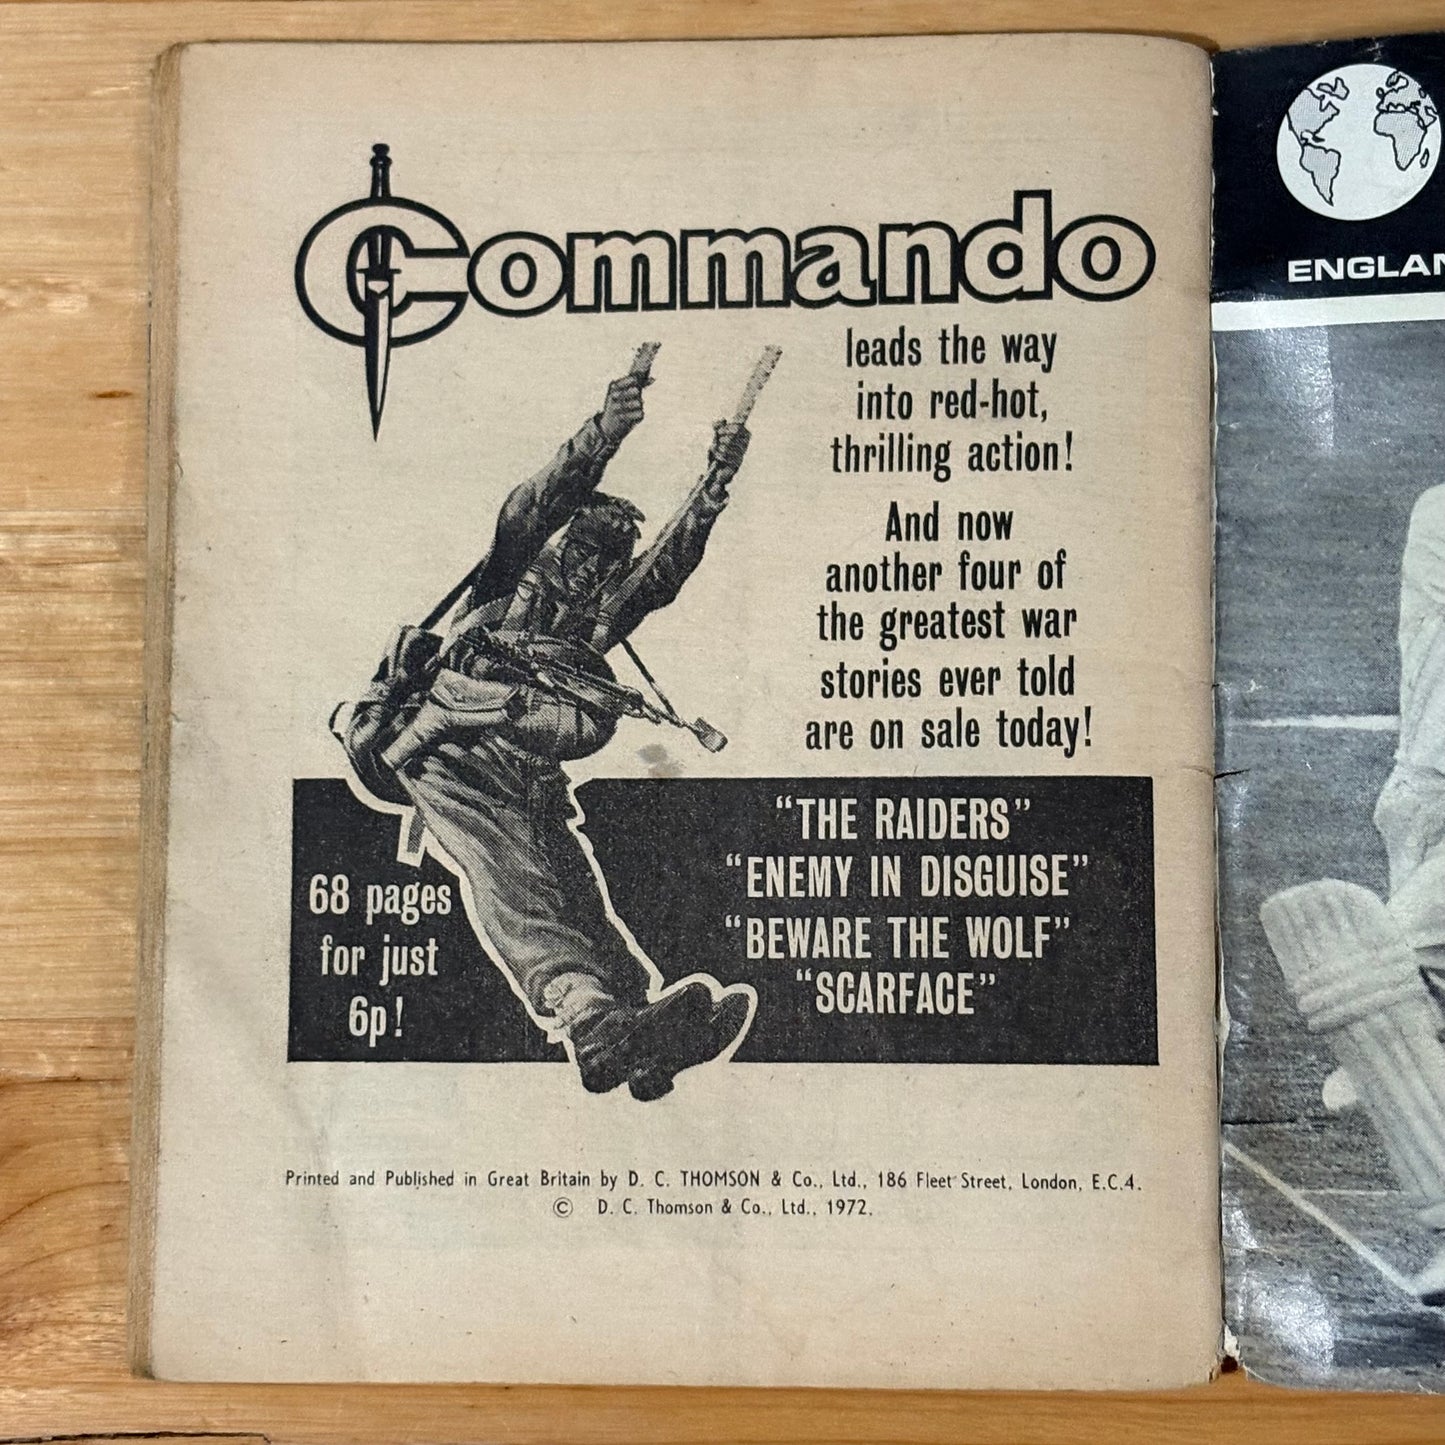 Commando
leads the way
into red-hot,
thrilling action!
And now
another four of
the greatest war
stories ever told
are on sale today!
"THE RAIDERS"
"ENEMY IN DISGUISE"
"BEWARE THE WOLF"
"SCARFACE"
68 pages
for just
6p!
Printed and Published in Great Britain by D. C. THOMSON & Co., Ltd., 186 Fleet Street, London, E.C.4.
© D. C. Thomson & Co., Ltd., 1972.